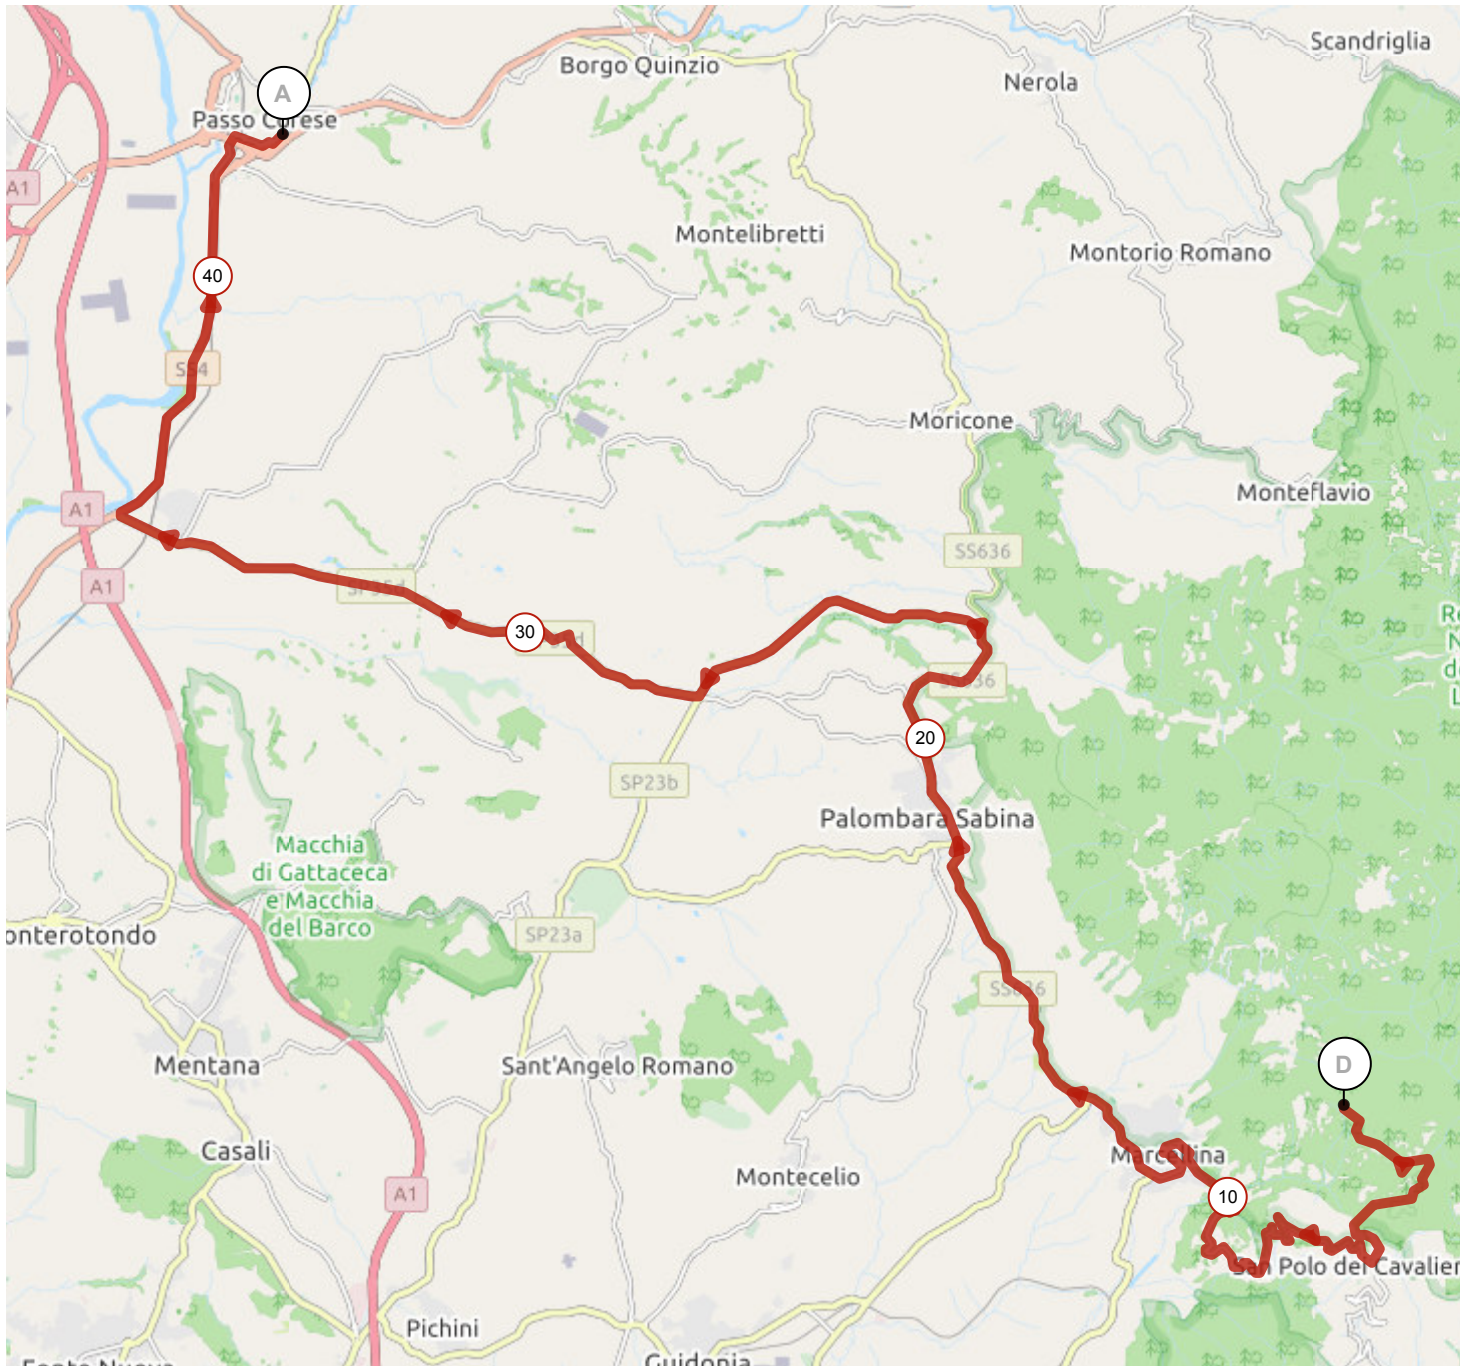 Scandriglia
Borgo Quinzio
Nerola
A
Passo Corese
A1
Montelibretti
Montorio Romano
40
SS4
Moricone
Monteflavio
A1
SS636
A1
30
20
SP23b
Palombara Sabina
Macchia
di Gattaceca
e Macchia
del Barco
onterotondo
SP23a
SS636
Mentana
Sant'Angelo Romano
D
Casali
Marcellina
Montecelio
A1
10
San Polo dei Cavalier
Pichini
Guidonia